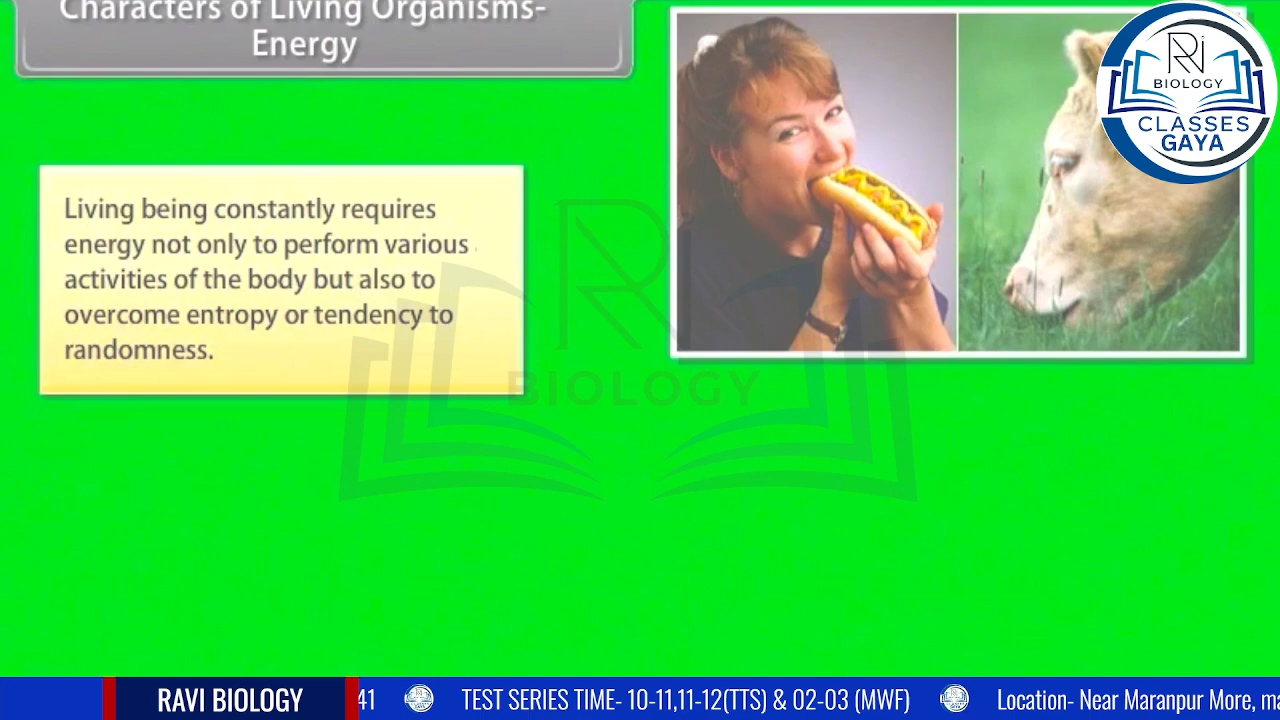 Characters of Living Organisms-
Energy
Living being constantly requires
energy not only to perform various
activities of the body but also to
overcome entropy or tendency to
randomness.
RI
BIOLOGY
CLASSES
GAYA
RI
BIOLOGY
RAVI BIOLOGY
41
TEST SERIES TIME- 10-11,11-12(TTS) & 02-03 (MWF)
Location- Near Maranpur More,